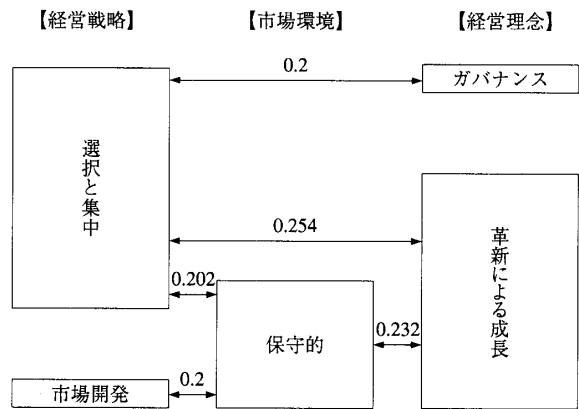 【経営戦略】 【市場環境】 【経営理念】
0.2
ガバナンス
選択と集中
0.254
革新による成長
0.202
保守的
0.232
市場開発
0.2